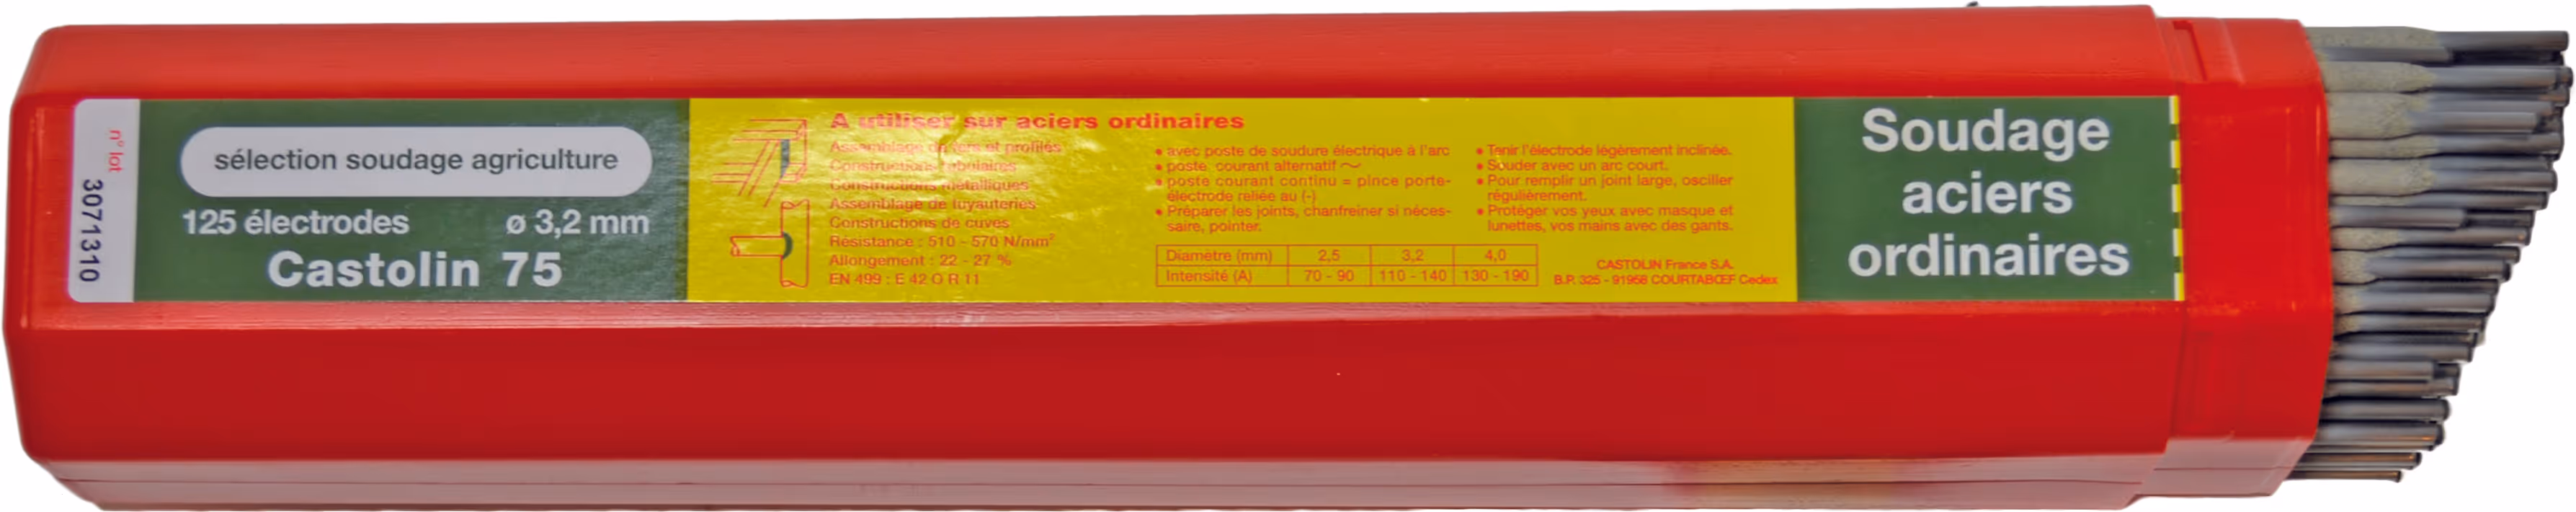 n° lot
3071310
sélection soudage agriculture
125 électrodes ø 3,2 mm
Castolin 75
A utiliser sur aciers ordinaires
Assemblage de fers et profilés
Constructions tubulaires
Constructions métalliques
Assemblage de tuyauteries
Constructions de cuves
Résistance : 510 - 570 N/mm²
Allongement : 22 - 27 %
EN 499 : E 42 O R 11
• avec poste de soudure électrique à l'arc
• poste courant alternatif ~
• poste courant continu = pince porte-
électrode reliée au (-)
• Préparer les joints, chanfreiner si néces-
saire, pointer.
• Tenir l'électrode légèrement inclinée.
• Souder avec un arc court.
• Pour remplir un joint large, osciller
régulièrement.
• Protéger vos yeux avec masque et
lunettes, vos mains avec des gants.
Diamètre (mm) 2,5 3,2 4,0
Intensité (A) 70 - 90 110 - 140 130 - 190
CASTOLIN France S.A.
B.P. 325 - 91958 COURTABŒF Cedex
Soudage
aciers
ordinaires